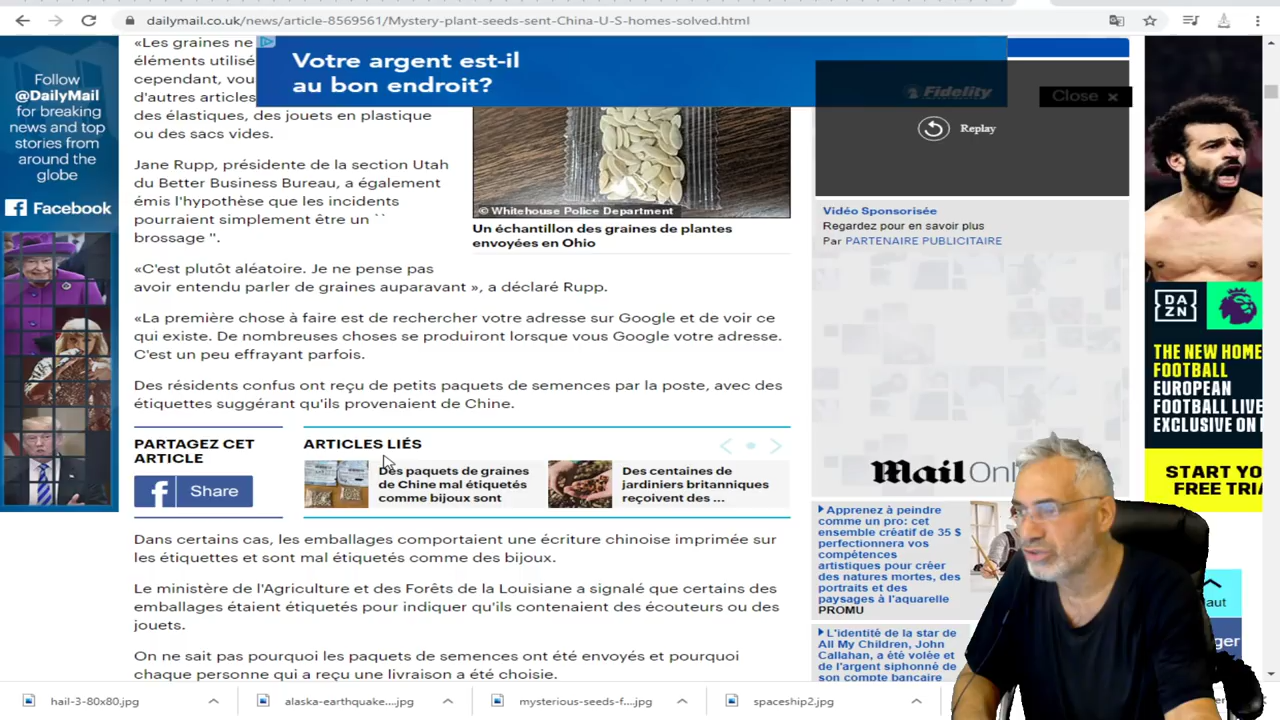 dailymail.co.uk/news/article-8569561/Mystery-plant-seeds-sent-China-U-S-homes-solved.html
Follow
@DailyMail
for breaking
news and top
stories from
around the
globe
Facebook
«Les graines ne
éléments utilisé
cependant, vou
d'autres articles
des élastiques, des jouets en plastique
ou des sacs vides.
Jane Rupp, présidente de la section Utah
du Better Business Bureau, a également
émis l'hypothèse que les incidents
pourraient simplement être un ``
brossage ''.
«C'est plutôt aléatoire. Je ne pense pas
avoir entendu parler de graines auparavant », a déclaré Rupp.
«La première chose à faire est de rechercher votre adresse sur Google et de voir ce
qui existe. De nombreuses choses se produiront lorsque vous Google votre adresse.
C'est un peu effrayant parfois.
Des résidents confus ont reçu de petits paquets de semences par la poste, avec des
étiquettes suggérant qu'ils provenaient de Chine.
PARTAGEZ CET
ARTICLE
Share
ARTICLES LIÉS
Des paquets de graines
de Chine mal étiquetés
comme bijoux sont
Des centaines de
jardiniers britanniques
reçoivent des ...
Dans certains cas, les emballages comportaient une écriture chinoise imprimée sur
les étiquettes et sont mal étiquetés comme des bijoux.
Le ministère de l'Agriculture et des Forêts de la Louisiane a signalé que certains des
emballages étaient étiquetés pour indiquer qu'ils contenaient des écouteurs ou des
jouets.
On ne sait pas pourquoi les paquets de semences ont été envoyés et pourquoi
chaque personne qui a reçu une livraison a été choisie.
Votre argent est-il
au bon endroit?
Fidelity
Close ×
Replay
© Whitehouse Police Department
Un échantillon des graines de plantes
envoyées en Ohio
Vidéo Sponsorisée
Regardez pour en savoir plus
Par PARTENAIRE PUBLICITAIRE
Mail Onl
Apprenez à peindre
comme un pro: cet
ensemble créatif de 35 $
perfectionnera vos
compétences
artistiques pour créer
des natures mortes, des
paysages et des
portraits à l'aquarelle
PROMU
L'identité de la star de
All My Children, John
Callahan, a été volée et
de l'argent siphonné de
son compte bancaire
DA
ZN
THE NEW HOME
FOOTBALL
EUROPEAN
FOOTBALL LIVE
EXCLUSIVE ON
START YO
FREE TRIA
aut
ger
hail-3-80x80.jpg
alaska-earthquake....jpg
mysterious-seeds-f....jpg
spaceship2.jpg